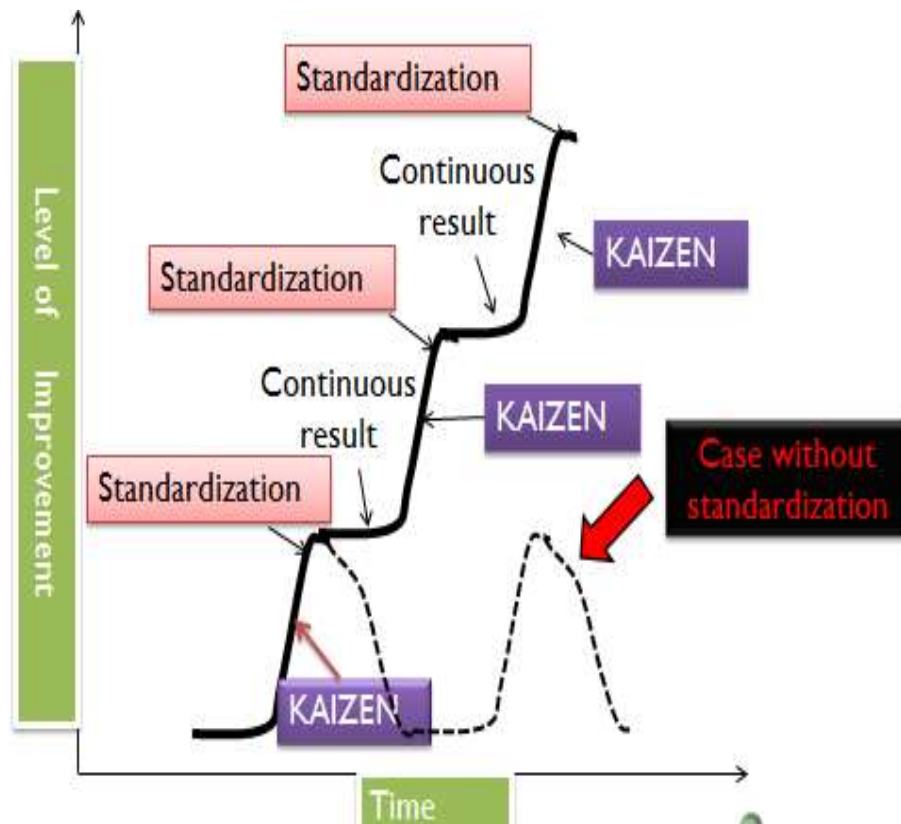 Standardization
Continuous
result
KAIZEN
Standardization
Continuous
result
KAIZEN
Case without
standardization
Standardization
KAIZEN
Level of Improvement
Time